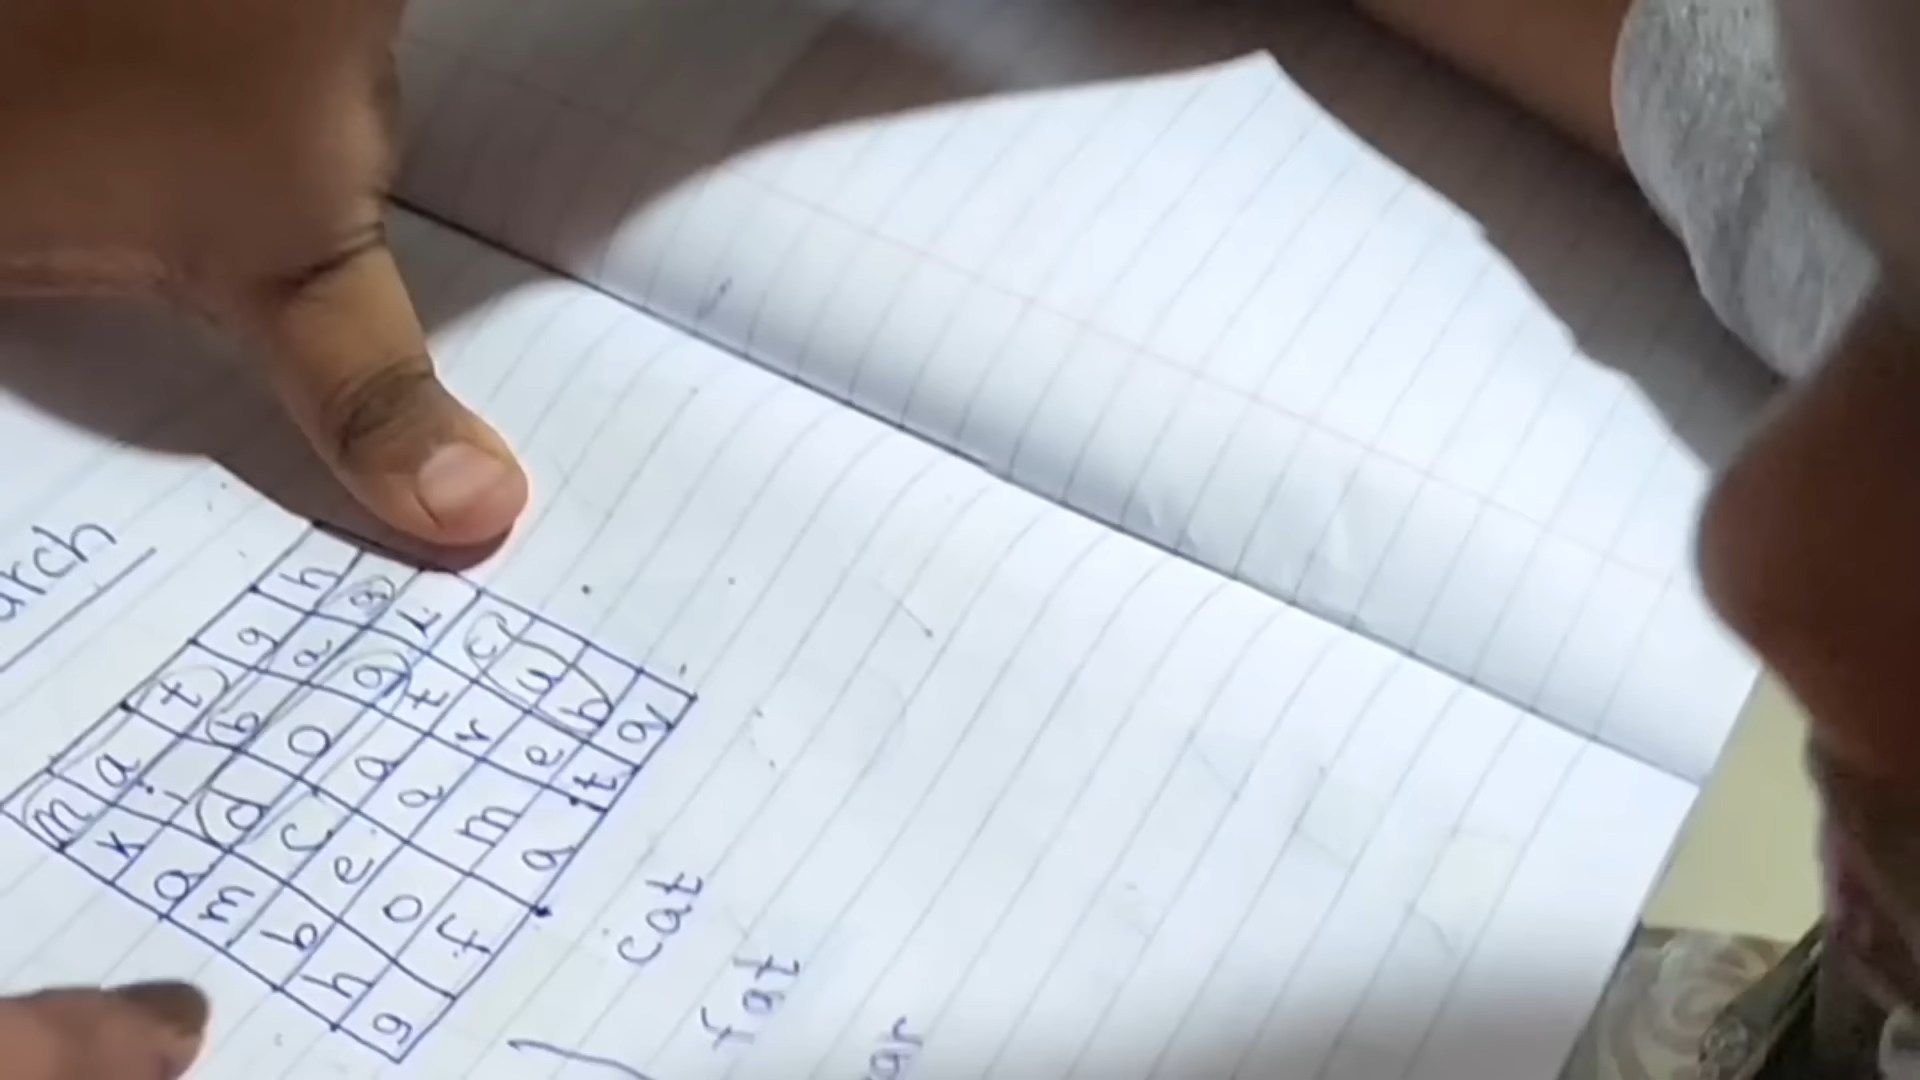 arch
m a t g h
x i b a g
a d o g i
m c a t c
b e a r u
h o m e b
g f a t a
cat
fat